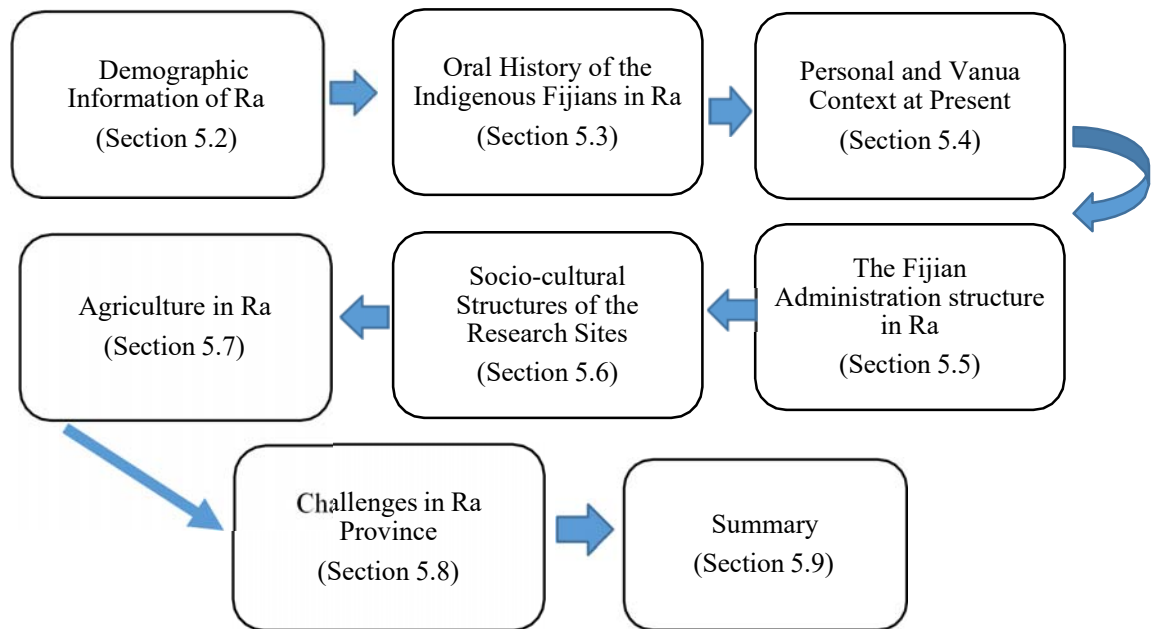 Demographic
Information of Ra
(Section 5.2)
Oral History of the
Indigenous Fijians in Ra
(Section 5.3)
Personal and Vanua
Context at Present
(Section 5.4)
The Fijian
Administration structure
in Ra
(Section 5.5)
Socio-cultural
Structures of the
Research Sites
(Section 5.6)
Agriculture in Ra
(Section 5.7)
Challenges in Ra
Province
(Section 5.8)
Summary
(Section 5.9)